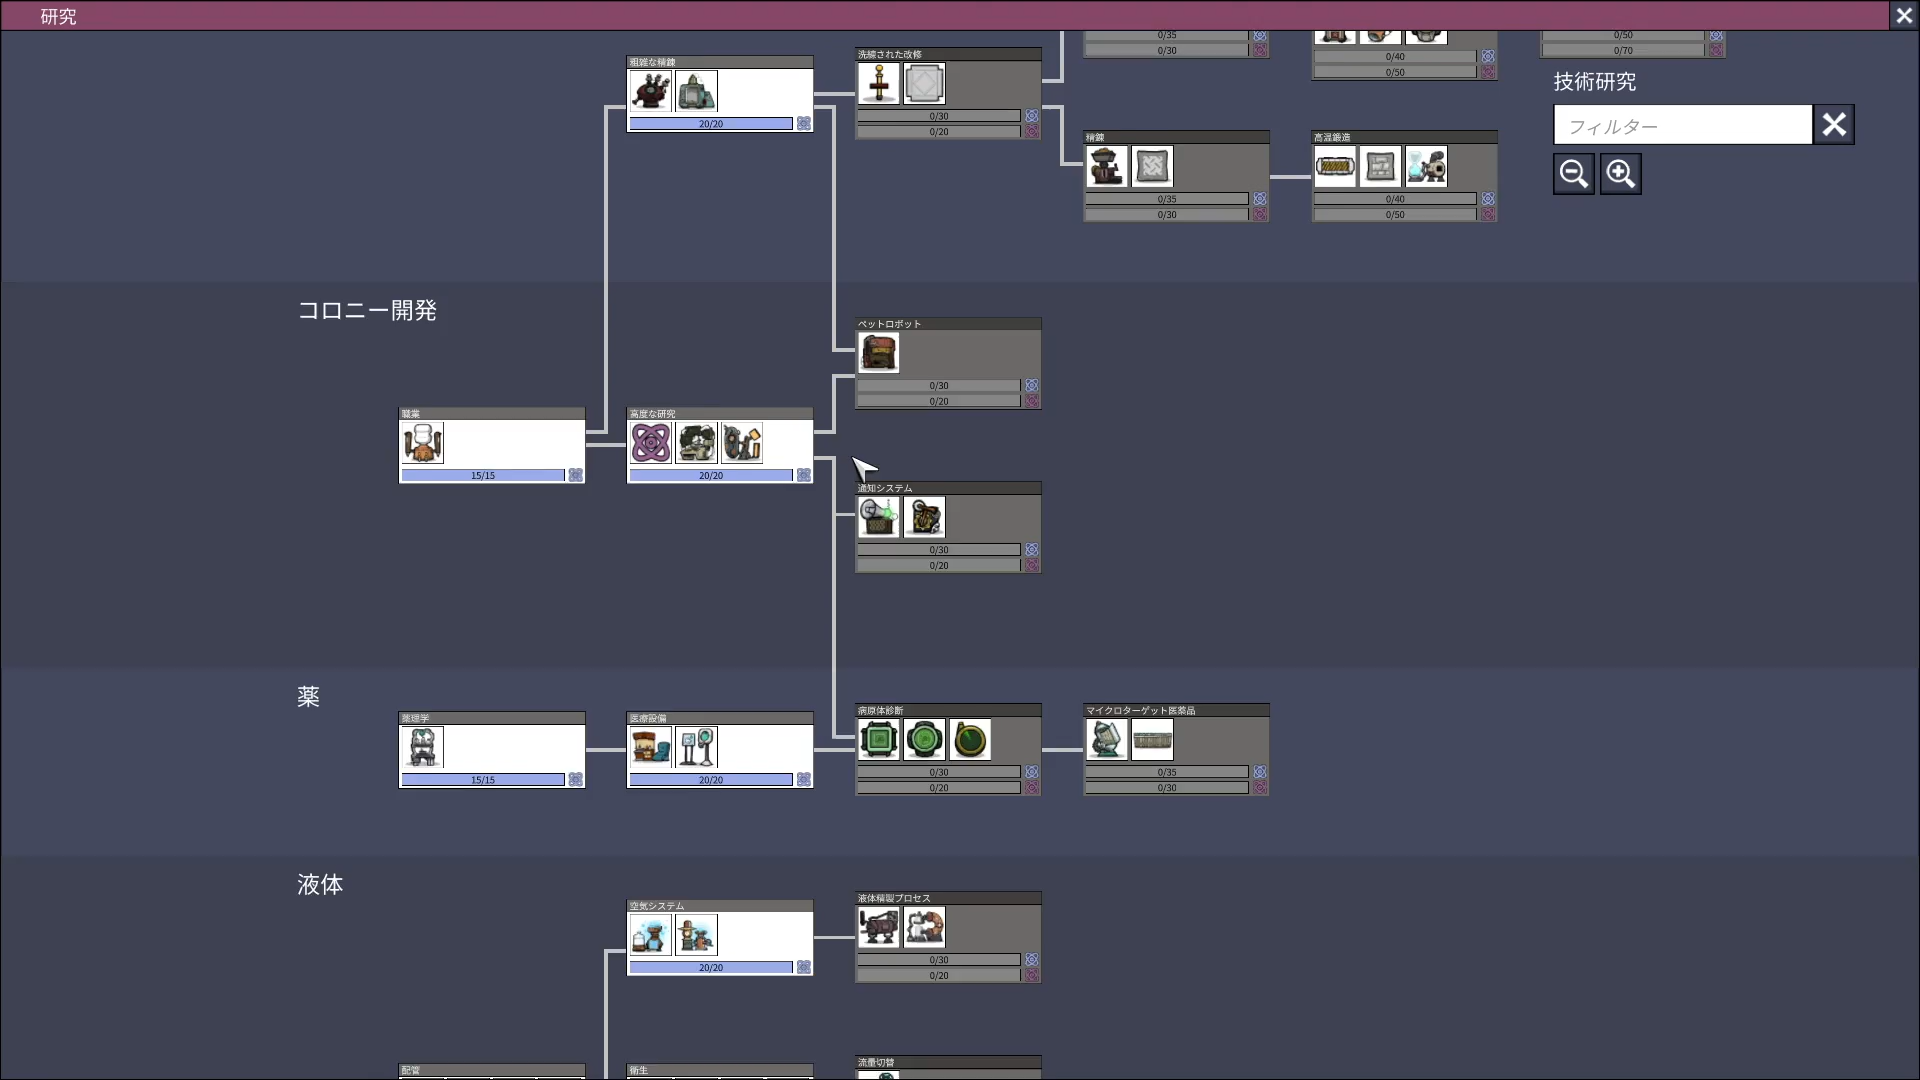 研究
0/35
0/30
0/40
0/50
0/50
0/70
技術研究
フィルター
粗雑な精錬
20/20
洗練された改修
0/30
0/20
精錬
0/35
0/30
高温鍛造
0/40
0/50
コロニー開発
ペットロボット
0/30
0/20
職業
15/15
高度な研究
20/20
通知システム
0/30
0/20
薬
薬理学
15/15
医療設備
20/20
病原体診断
0/30
0/20
マイクロターゲット医薬品
0/35
0/30
液体
空気システム
20/20
液体精製プロセス
0/30
0/20
配管
衛生
流量切替